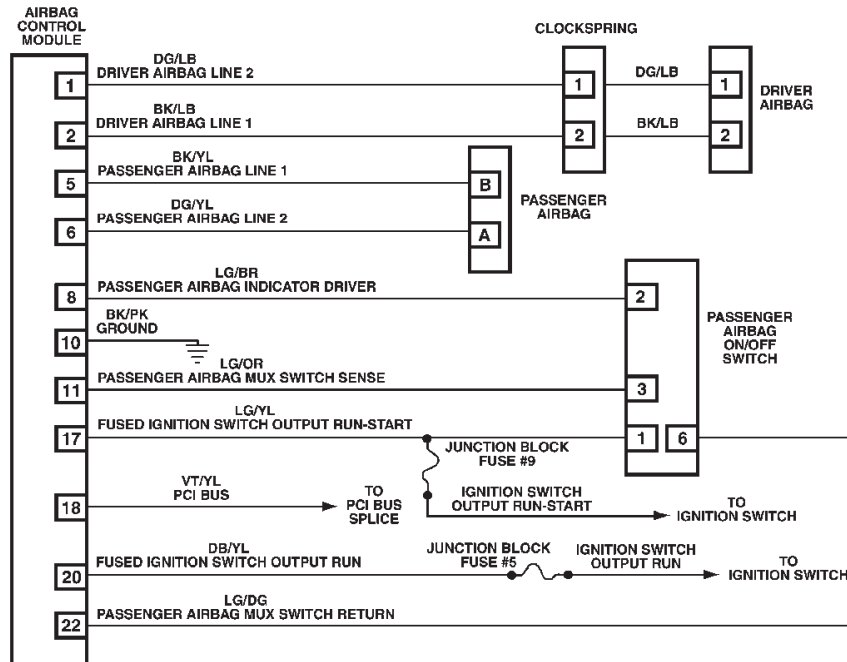 AIRBAG
CONTROL
MODULE
CLOCKSPRING
1
DG/LB
DRIVER AIRBAG LINE 2
1
DG/LB
1
DRIVER
AIRBAG
2
BK/LB
DRIVER AIRBAG LINE 1
2
BK/LB
2
5
BK/YL
PASSENGER AIRBAG LINE 1
B
PASSENGER
AIRBAG
6
DG/YL
PASSENGER AIRBAG LINE 2
A
8
LG/BR
PASSENGER AIRBAG INDICATOR DRIVER
2
PASSENGER
AIRBAG
ON/OFF
SWITCH
10
BK/PK
GROUND
11
LG/OR
PASSENGER AIRBAG MUX SWITCH SENSE
3
17
LG/YL
FUSED IGNITION SWITCH OUTPUT RUN-START
1
6
JUNCTION BLOCK
FUSE #9
18
VT/YL
PCI BUS
TO
PCI BUS
SPLICE
IGNITION SWITCH
OUTPUT RUN-START
TO
IGNITION SWITCH
20
DB/YL
FUSED IGNITION SWITCH OUTPUT RUN
JUNCTION BLOCK
FUSE #5
IGNITION SWITCH
OUTPUT RUN
TO
IGNITION SWITCH
22
LG/DG
PASSENGER AIRBAG MUX SWITCH RETURN